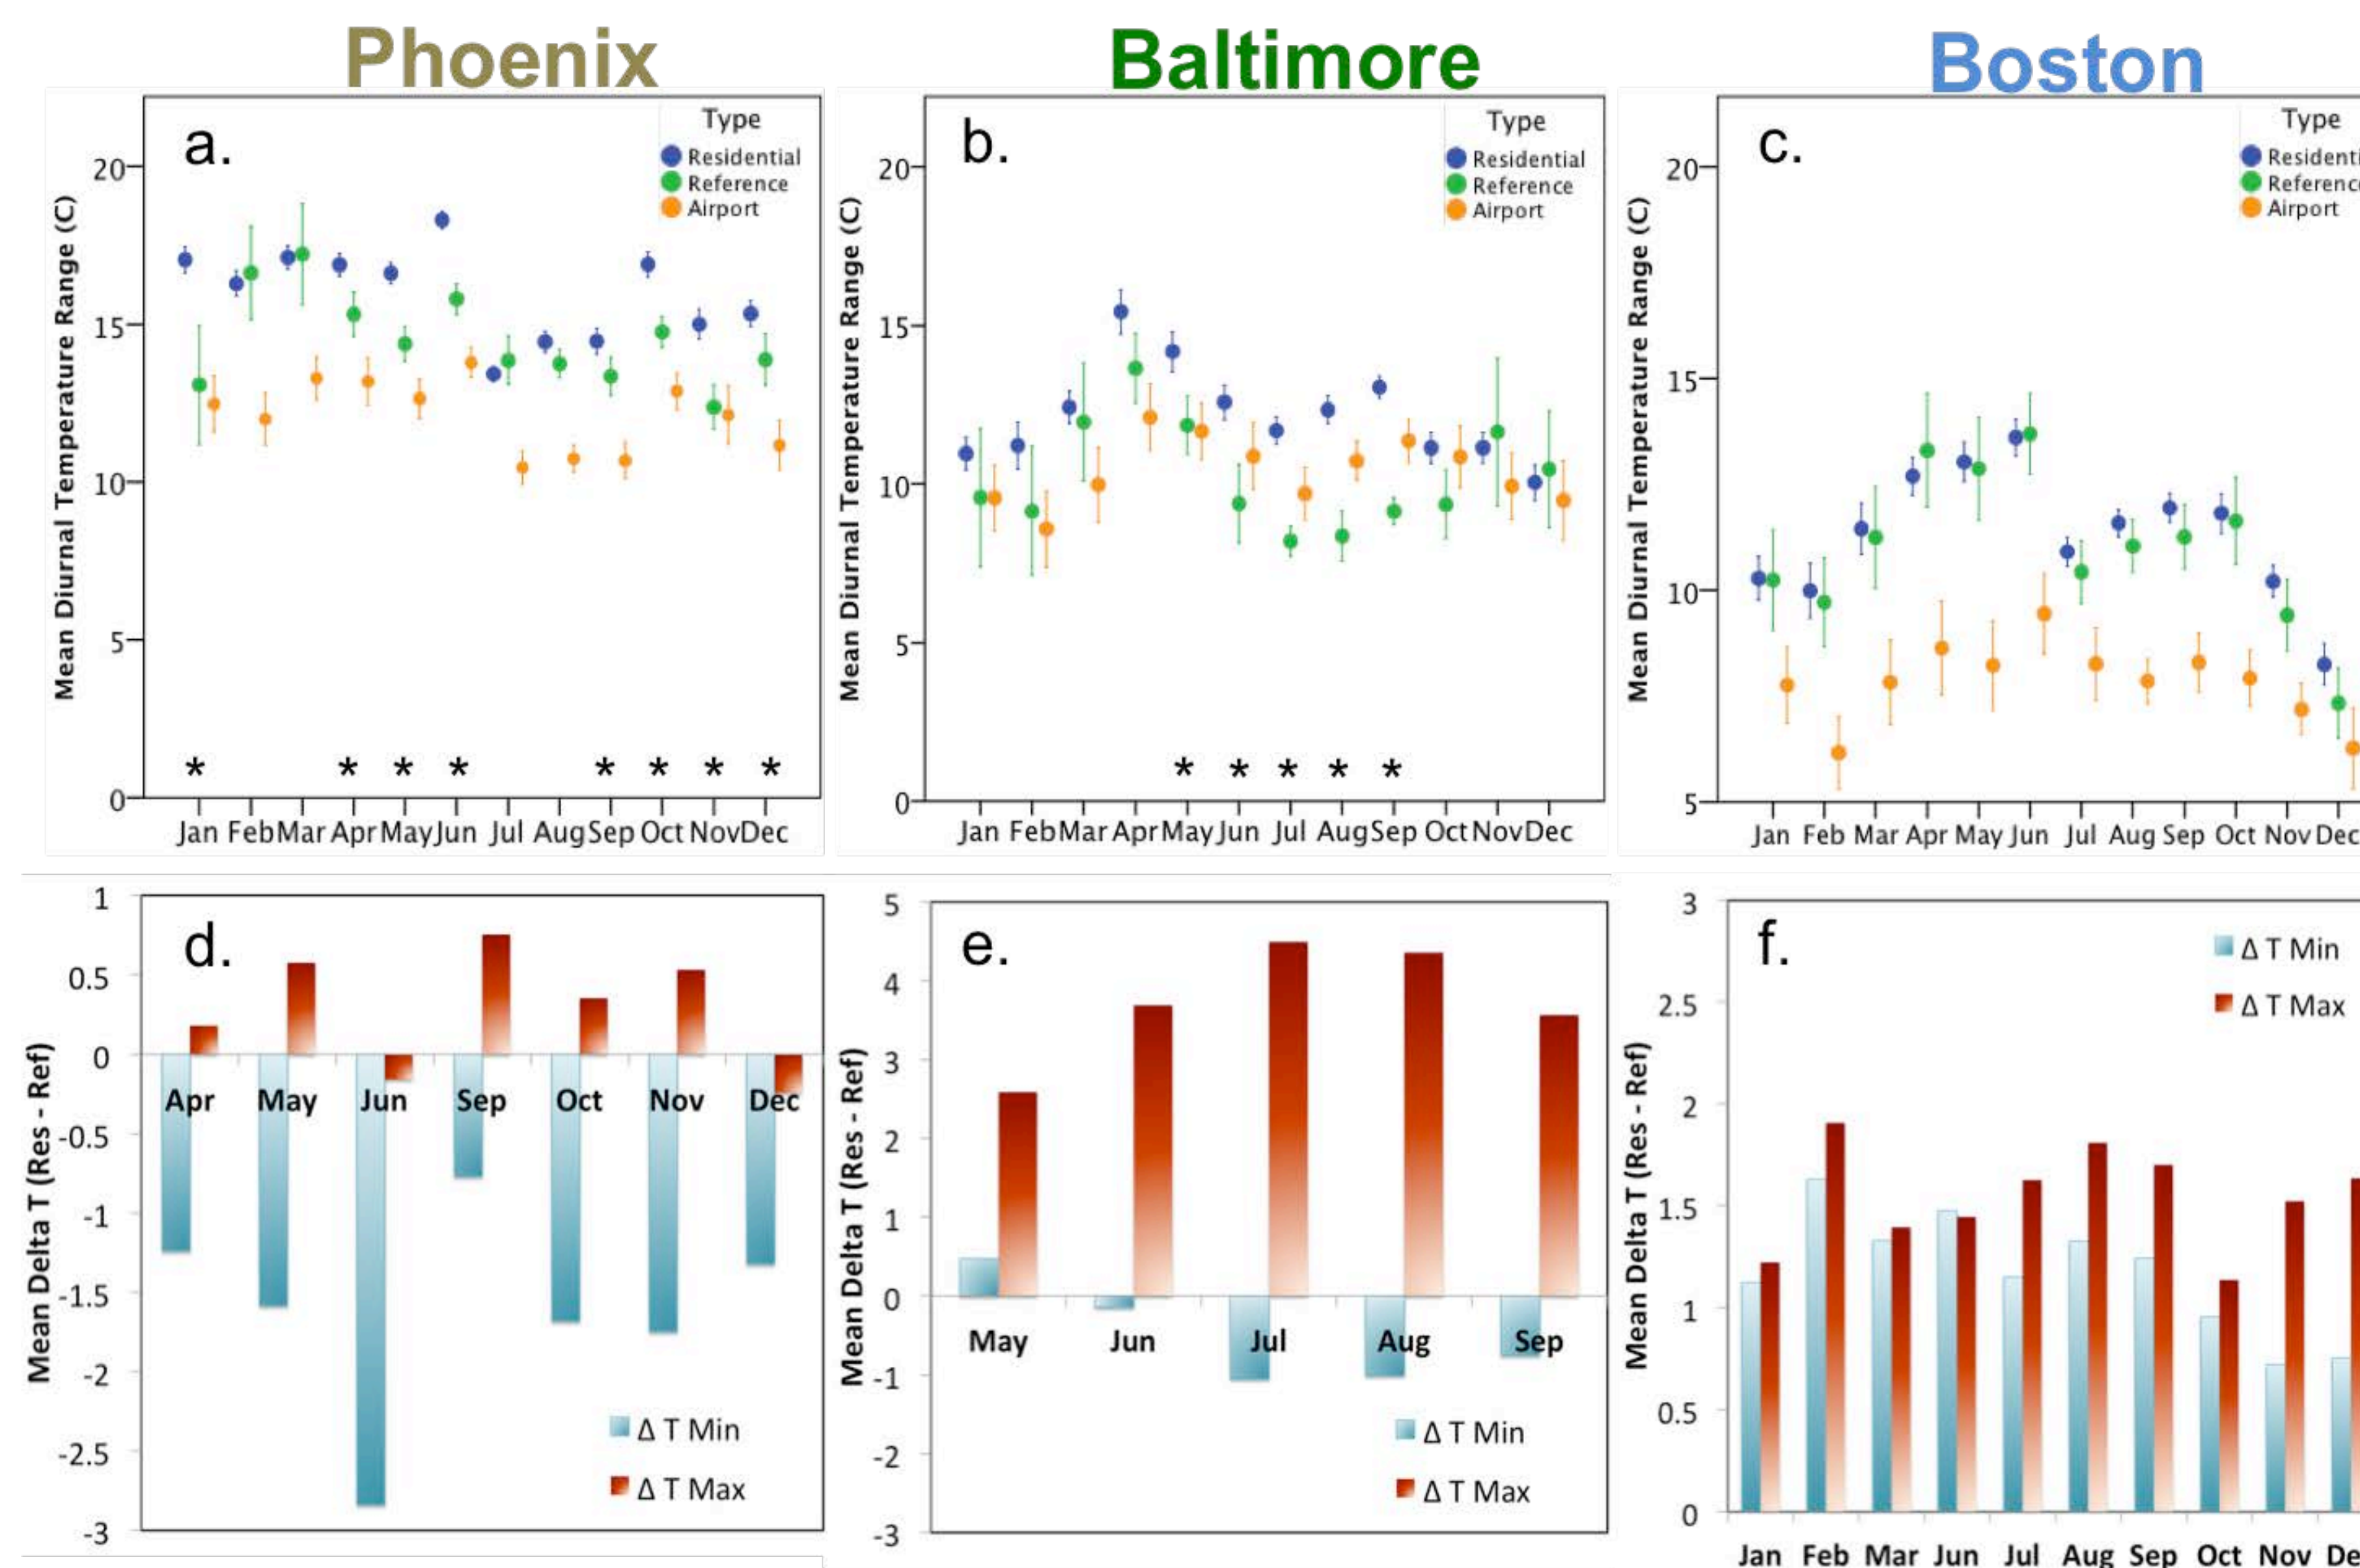 Phoenix
Baltimore
Boston
a.
Type
Residential
Reference
Airport
Mean Diurnal Temperature Range (C)
20
15
10
5
0
* * * * * * * *
Jan Feb Mar Apr May Jun Jul Aug Sep Oct Nov Dec
b.
Type
Residential
Reference
Airport
Mean Diurnal Temperature Range (C)
20
15
10
5
0
* * * * *
Jan Feb Mar Apr May Jun Jul Aug Sep Oct Nov Dec
c.
Type
Residenti
Reference
Airport
Mean Diurnal Temperature Range (C)
20
15
10
5
Jan Feb Mar Apr May Jun Jul Aug Sep Oct Nov Dec
d.
Mean Delta T (Res - Ref)
1
0.5
0
-0.5
-1
-1.5
-2
-2.5
-3
Apr May Jun Sep Oct Nov Dec
Δ T Min
Δ T Max
e.
Mean Delta T (Res - Ref)
5
4
3
2
1
0
-1
-2
-3
May Jun Jul Aug Sep
Δ T Min
Δ T Max
f.
Δ T Min
Δ T Max
Mean Delta T (Res - Ref)
3
2.5
2
1.5
1
0.5
0
Jan Feb Mar Jun Jul Aug Sep Oct Nov De